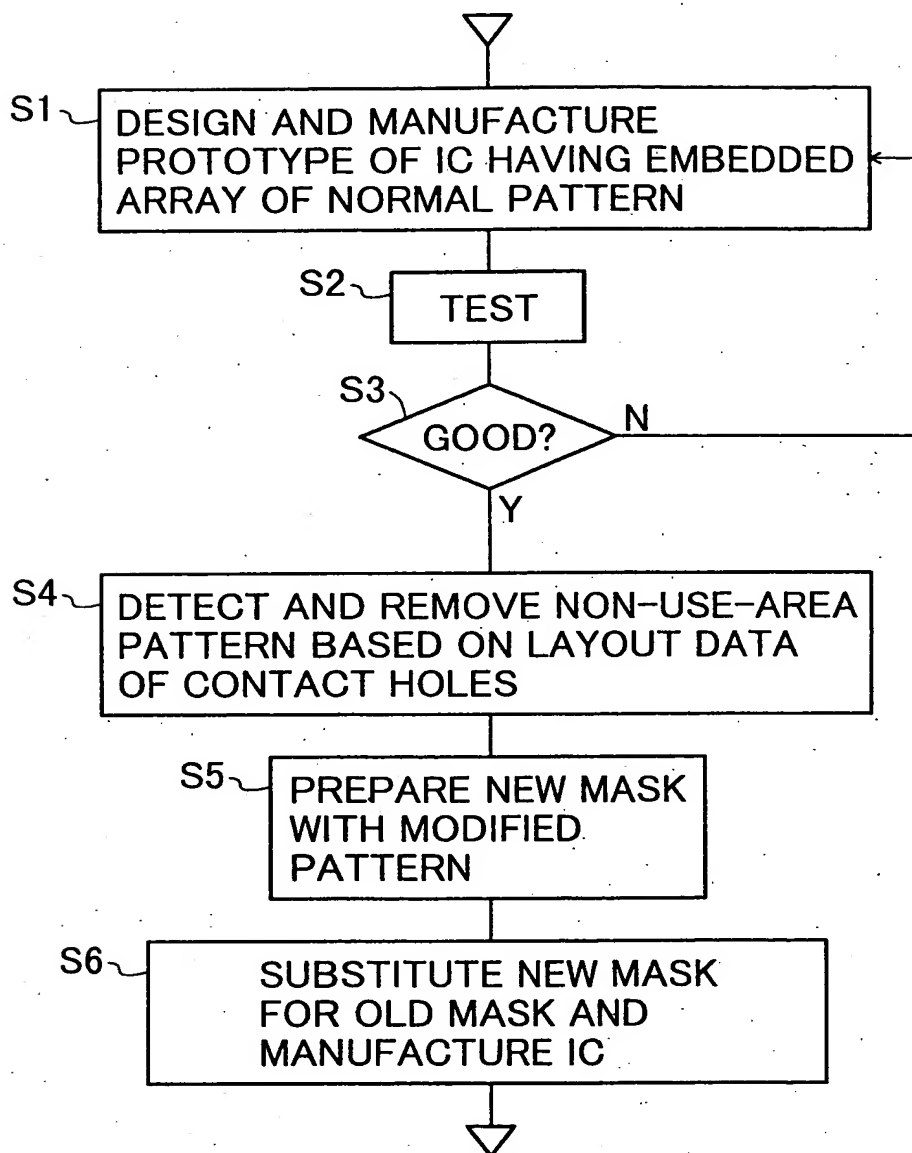 S1
DESIGN AND MANUFACTURE
PROTOTYPE OF IC HAVING EMBEDDED
ARRAY OF NORMAL PATTERN
S2
TEST
S3
GOOD?
N
Y
S4
DETECT AND REMOVE NON-USE-AREA
PATTERN BASED ON LAYOUT DATA
OF CONTACT HOLES
S5
PREPARE NEW MASK
WITH MODIFIED
PATTERN
S6
SUBSTITUTE NEW MASK
FOR OLD MASK AND
MANUFACTURE IC